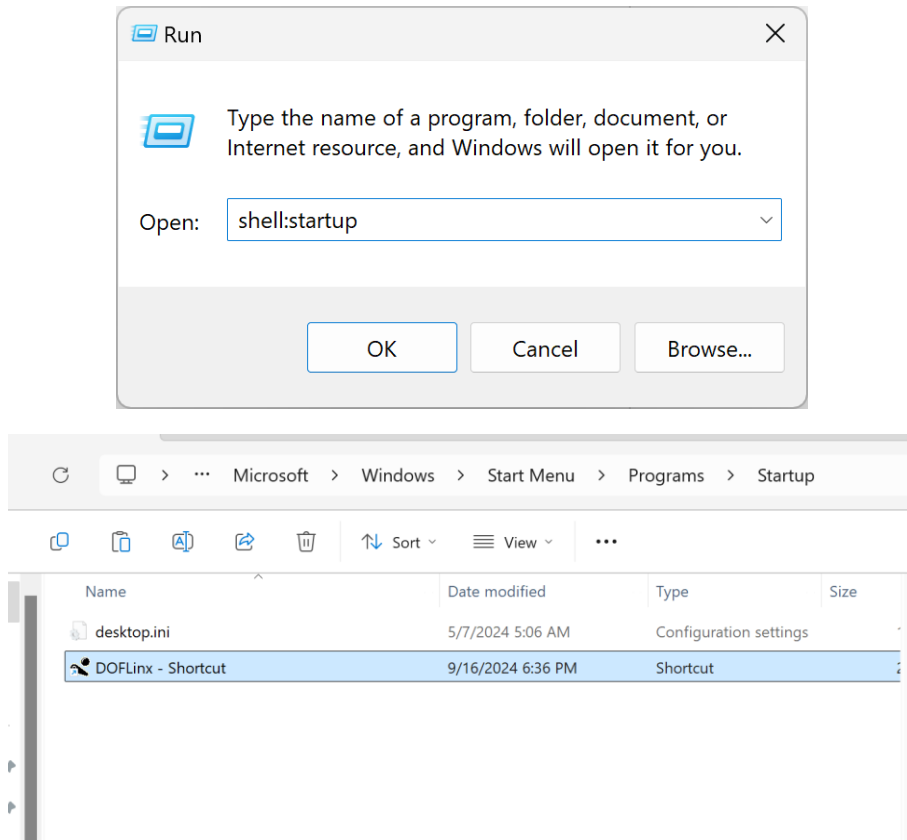 Run
Type the name of a program, folder, document, or
Internet resource, and Windows will open it for you.
Open: shell:startup
OK Cancel Browse...
... Microsoft > Windows > Start Menu > Programs > Startup
Sort View ...
Name Date modified Type Size
desktop.ini 5/7/2024 5:06 AM Configuration settings
DOFLinx - Shortcut 9/16/2024 6:36 PM Shortcut